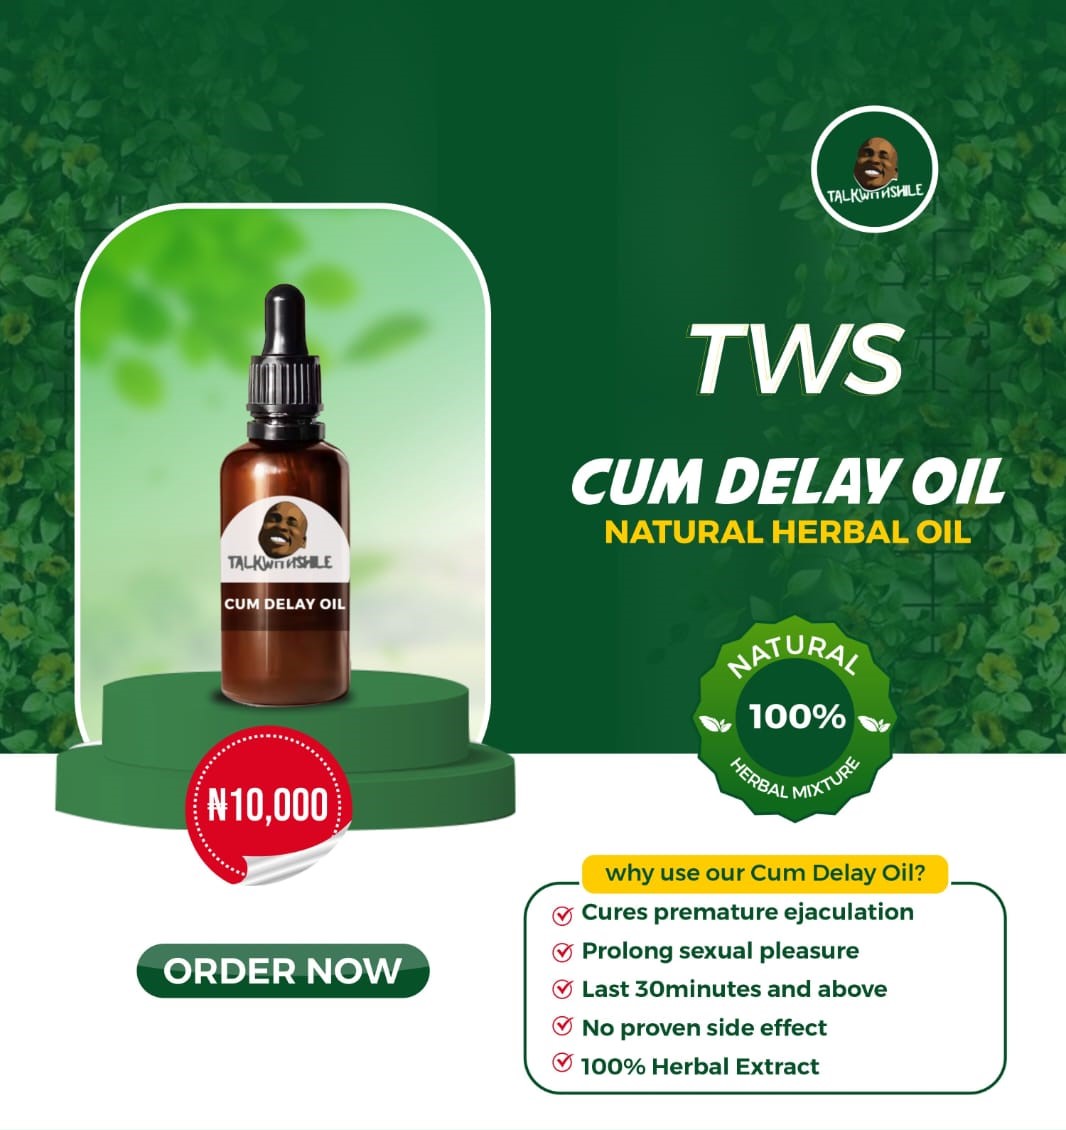 TALKWITHSHILE
TWS
CUM DELAY OIL
NATURAL HERBAL OIL
TALKWITHSHILE
CUM DELAY OIL
NATURAL
100%
HERBAL MIXTURE
₦10,000
why use our Cum Delay Oil?
Cures premature ejaculation
Prolong sexual pleasure
Last 30minutes and above
No proven side effect
100% Herbal Extract
ORDER NOW